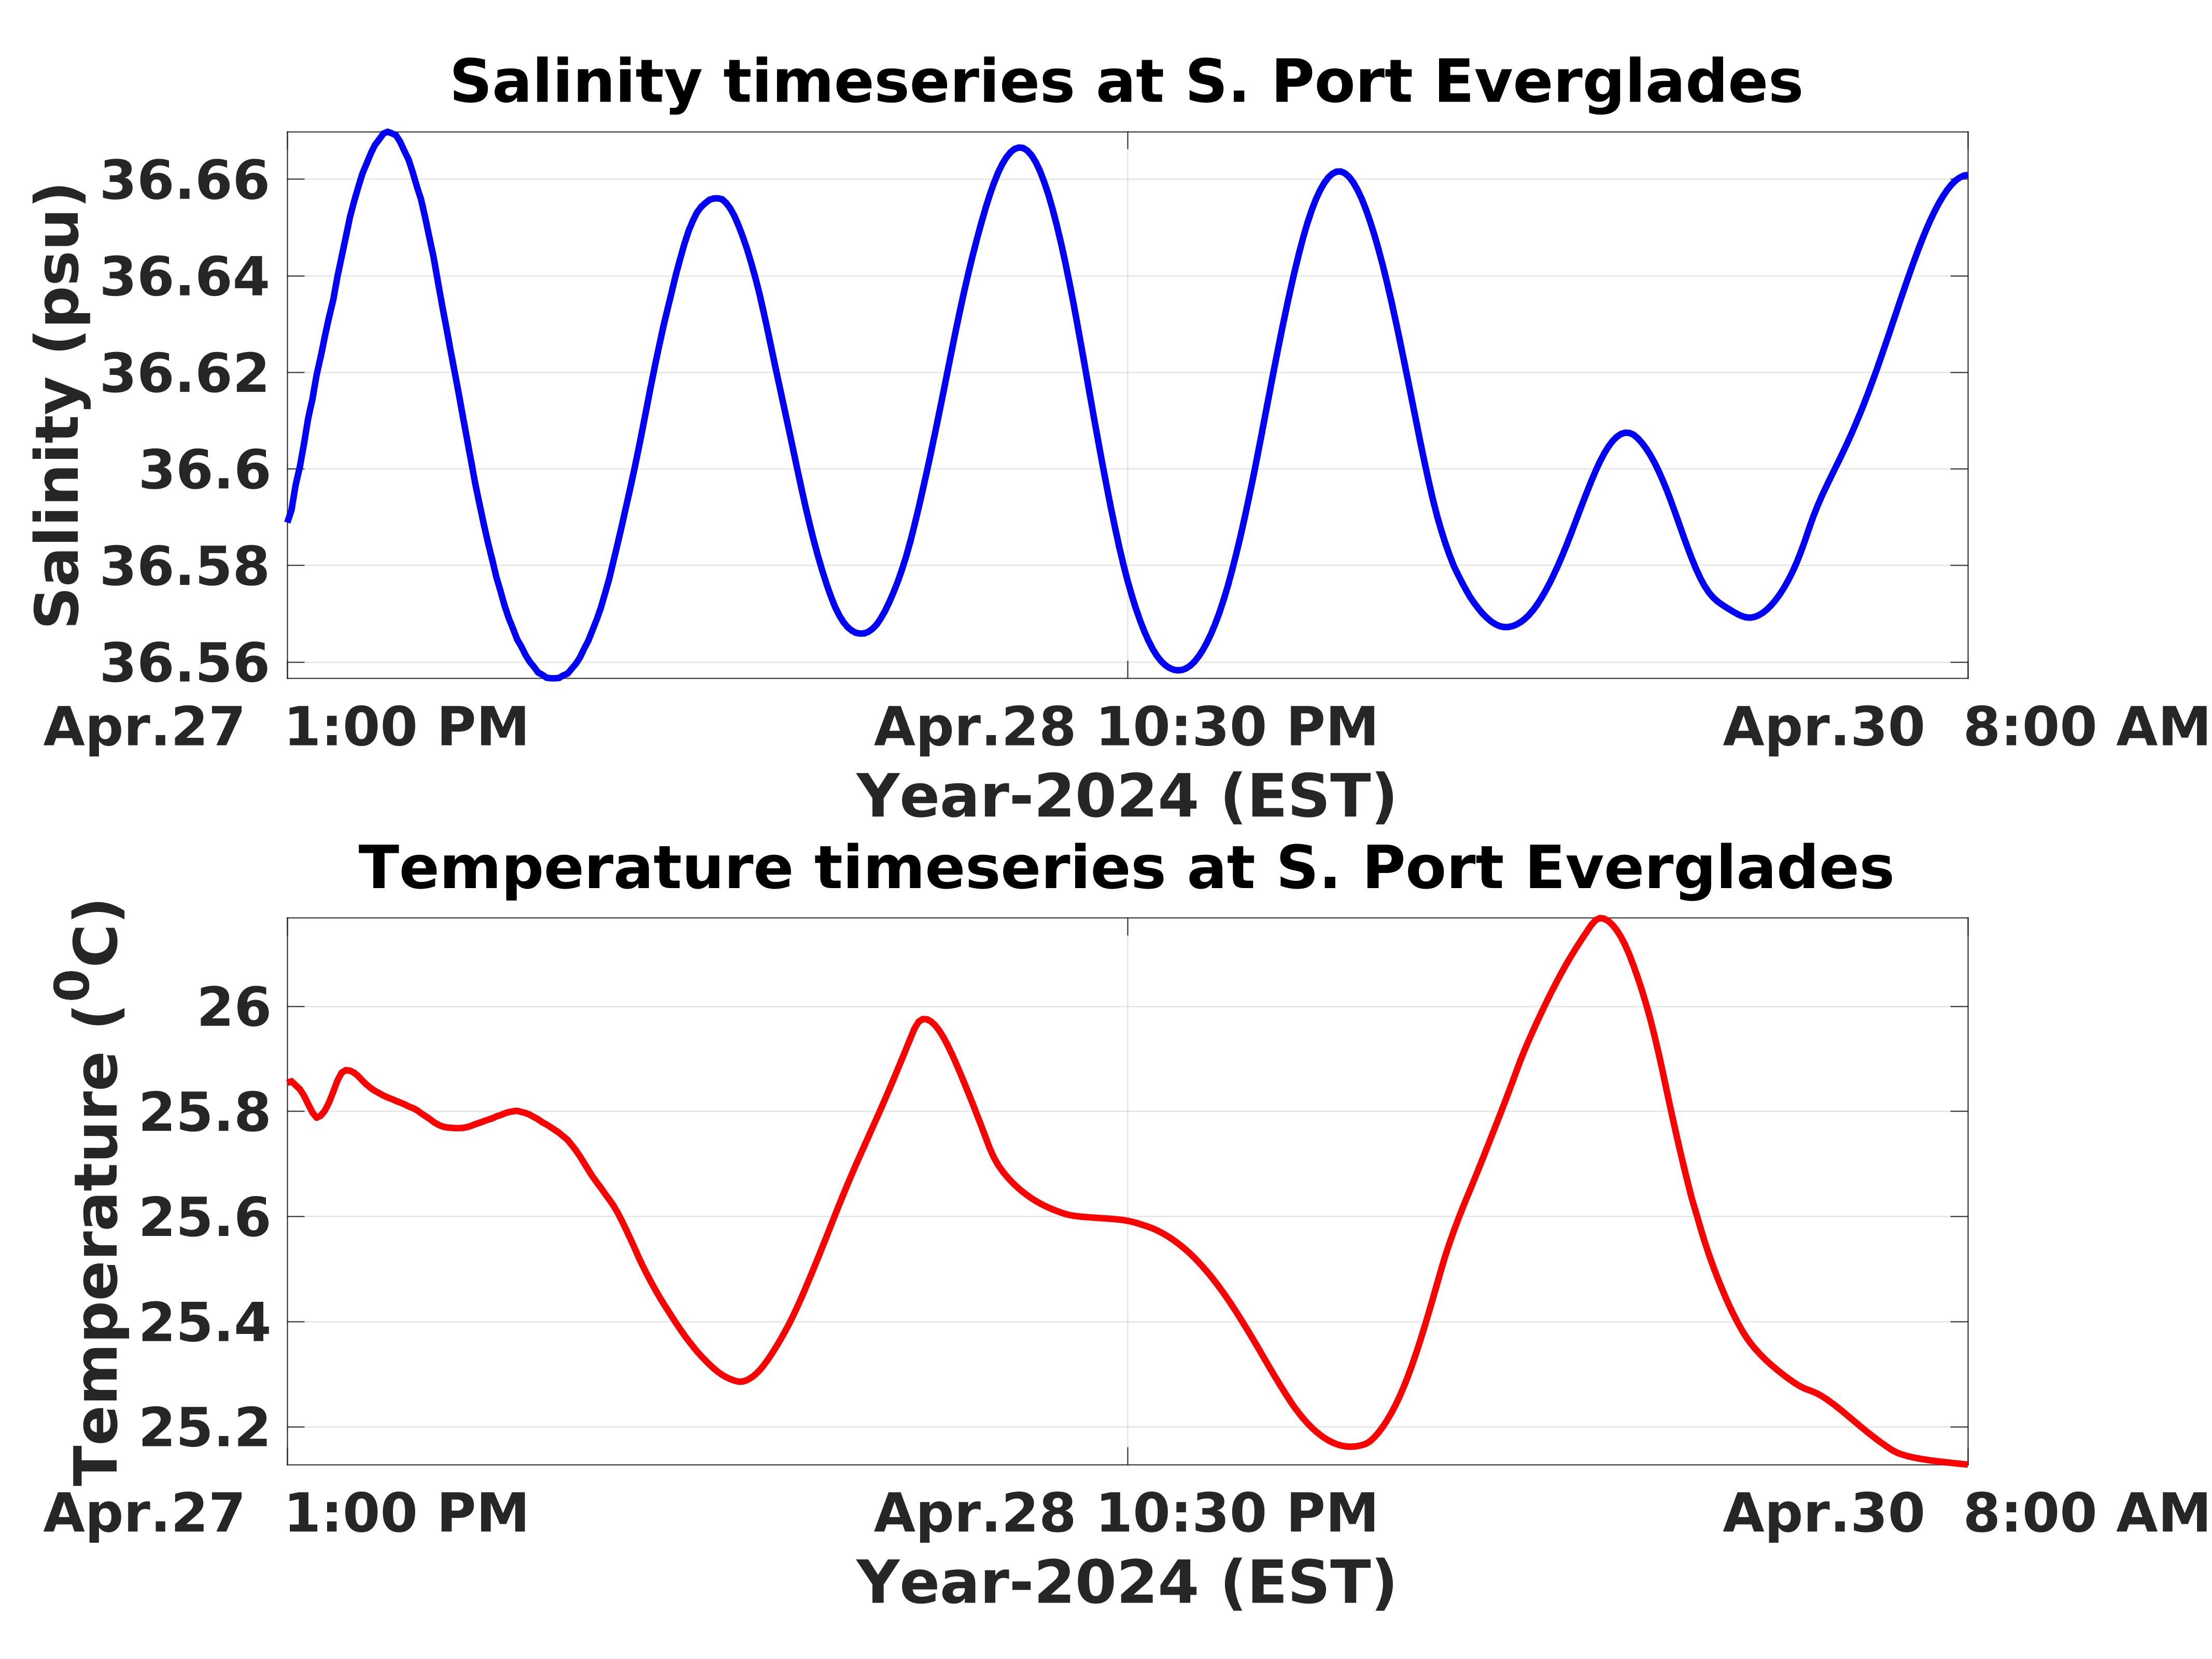 Salinity timeseries at S. Port Everglades
Salinity (psu)
36.66
36.64
36.62
36.6
36.58
36.56
Apr.27  1:00 PM
Apr.28 10:30 PM
Apr.30  8:00 AM
Year-2024 (EST)
Temperature timeseries at S. Port Everglades
Temperature (⁰C)
26
25.8
25.6
25.4
25.2
Apr.27  1:00 PM
Apr.28 10:30 PM
Apr.30  8:00 AM
Year-2024 (EST)